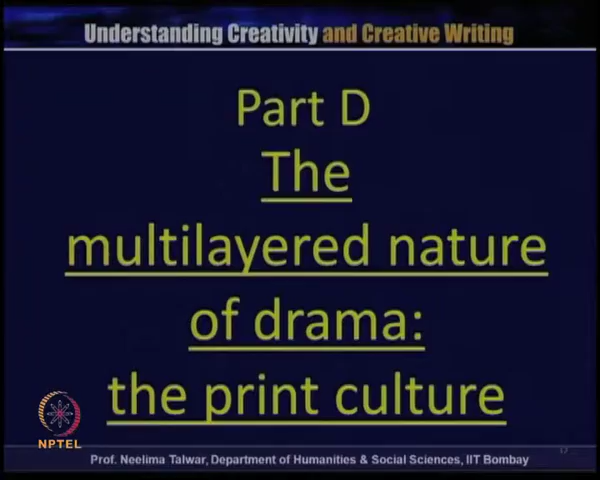 Understanding Creativity and Creative Writing
Part D
The
multilayered nature
of drama:
the print culture
NPTEL
Prof. Neelima Talwar, Department of Humanities & Social Sciences, IIT Bombay